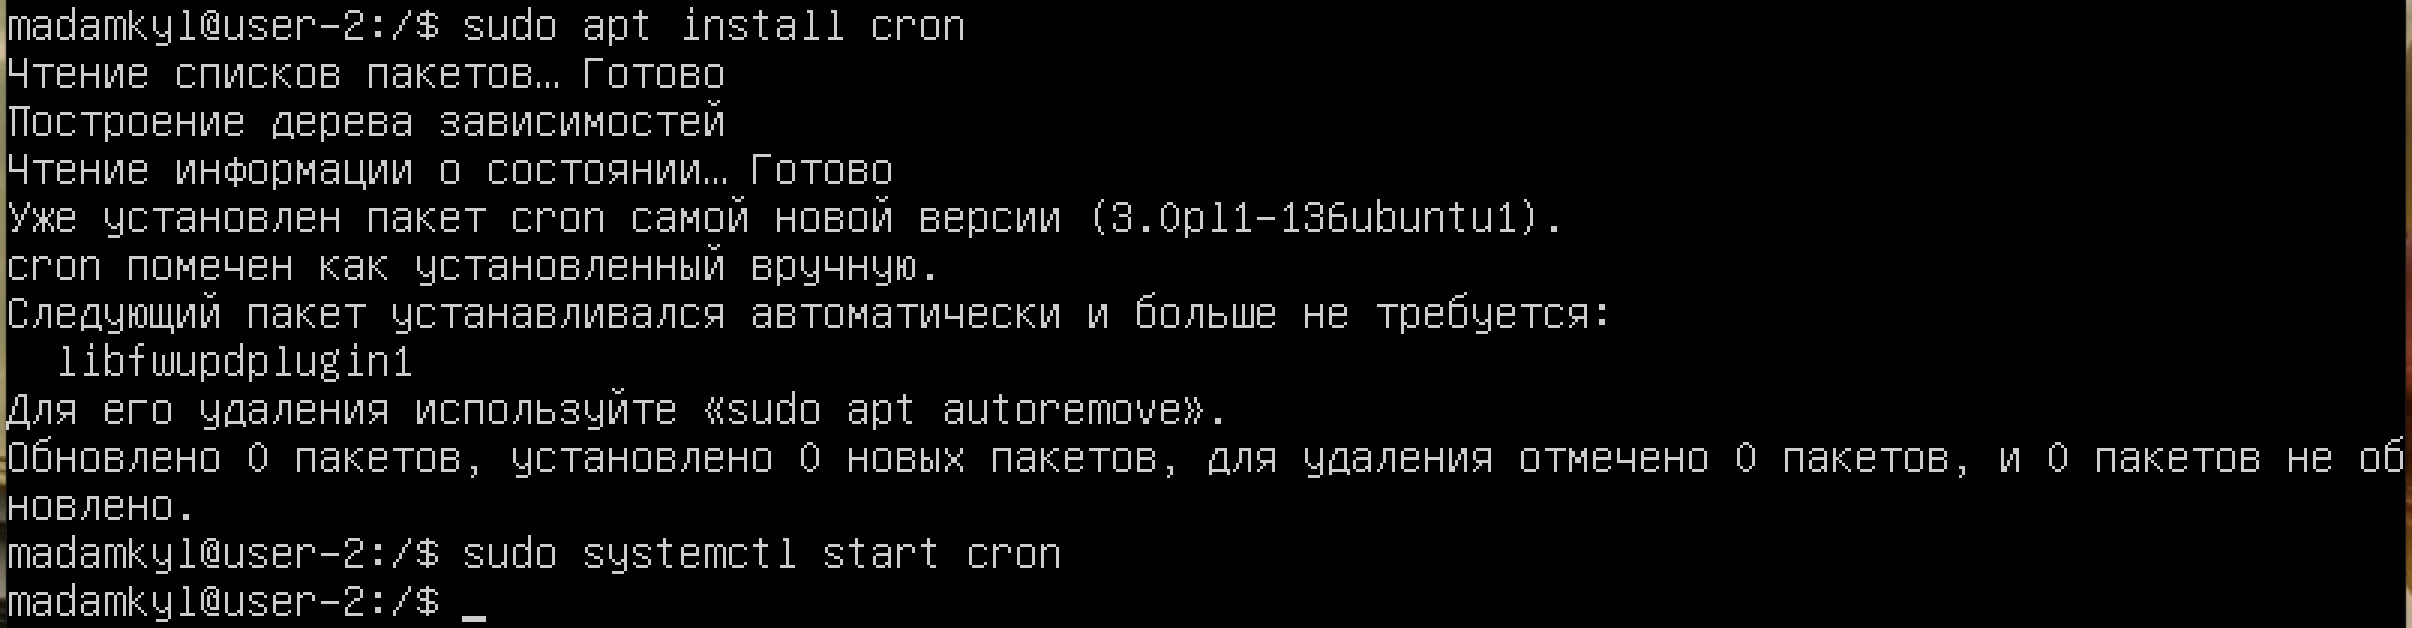 madamkyl@user-2:/$ sudo apt install cron
Чтение списков пакетов… Готово
Построение дерева зависимостей
Чтение информации о состоянии… Готово
Уже установлен пакет cron самой новой версии (3.0pl1-136ubuntu1).
cron помечен как установленный вручную.
Следующий пакет устанавливался автоматически и больше не требуется:
  libfwupdplugin1
Для его удаления используйте «sudo apt autoremove».
Обновлено 0 пакетов, установлено 0 новых пакетов, для удаления отмечено 0 пакетов, и 0 пакетов не об
новлено.
madamkyl@user-2:/$ sudo systemctl start cron
madamkyl@user-2:/$ _